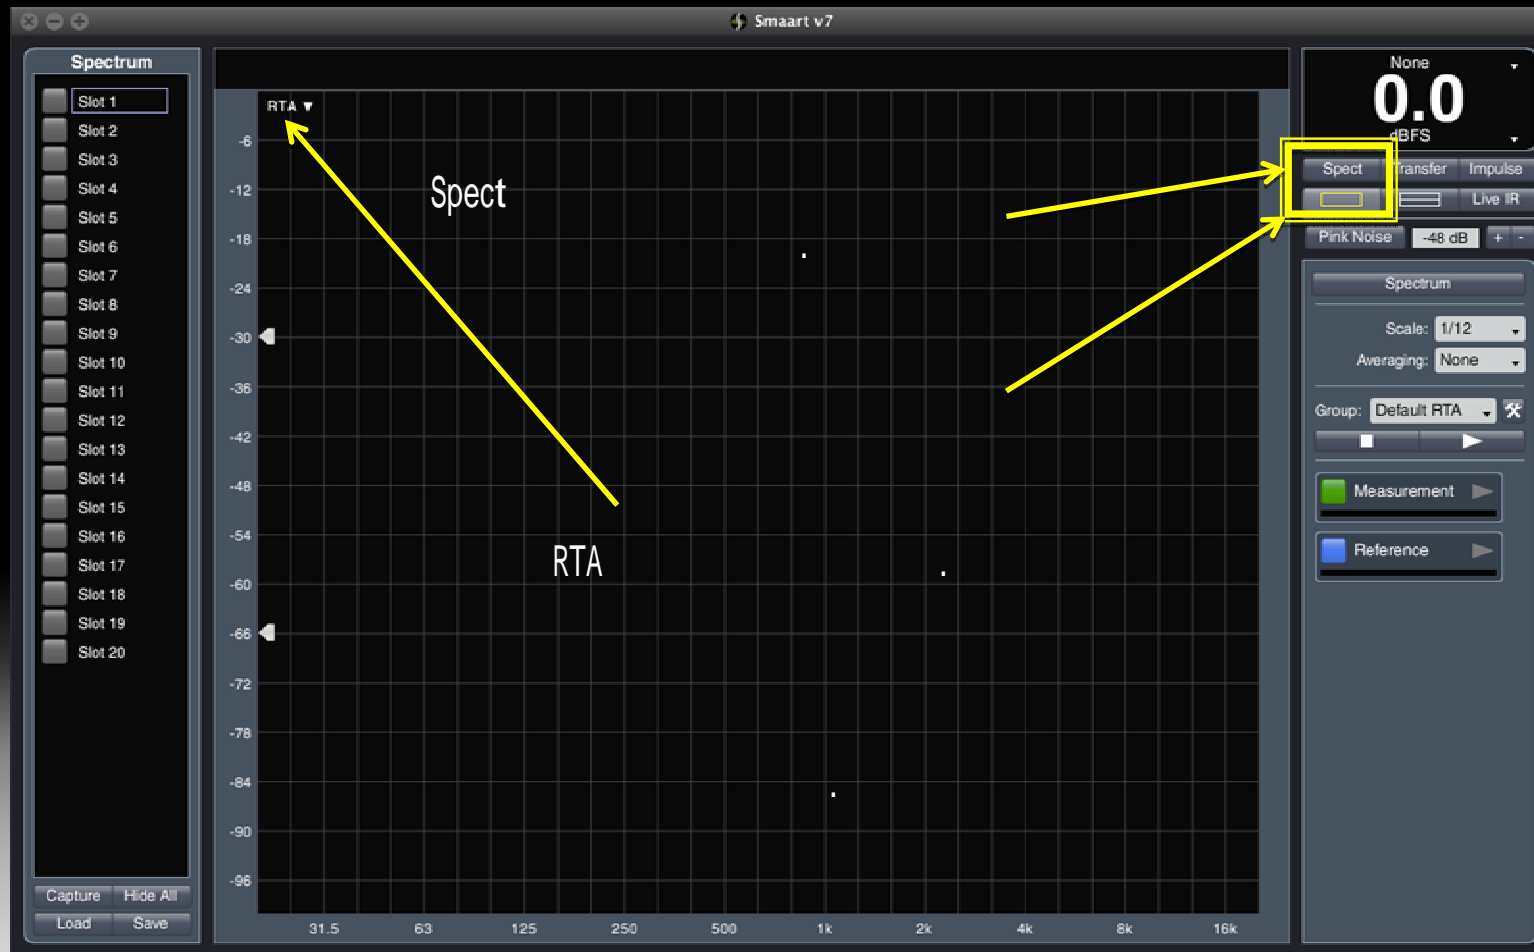 Smaart v7
Spectrum
Slot 1
Slot 2
Slot 3
Slot 4
Slot 5
Slot 6
Slot 7
Slot 8
Slot 9
Slot 10
Slot 11
Slot 12
Slot 13
Slot 14
Slot 15
Slot 16
Slot 17
Slot 18
Slot 19
Slot 20
Capture Hide All
Load Save
RTA ▼
-6
-12
-18
-24
-30
-36
-42
-48
-54
-60
-66
-72
-78
-84
-90
-96
31.5 63 125 250 500 1k 2k 4k 8k 16k
Spect
.
RTA
.
.
None
0.0
dBFS
Spect Transfer Impulse
Live IR
Pink Noise -48 dB + -
Spectrum
Scale: 1/12
Averaging: None
Group: Default RTA
Measurement
Reference